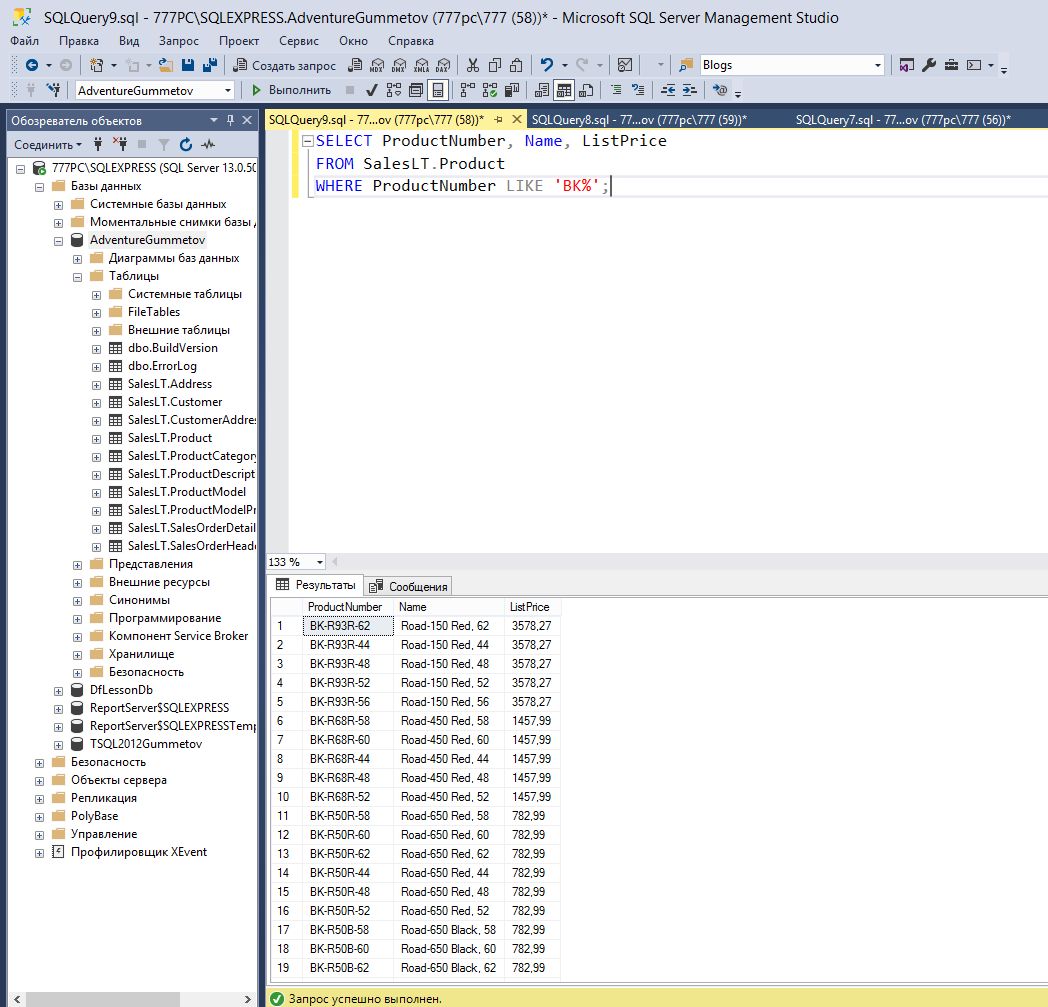 SQLQuery9.sql - 777PC\SQLEXPRESS.AdventureGummetov (777pc\777 (58))* - Microsoft SQL Server Management Studio
Файл Правка Вид Запрос Проект Сервис Окно Справка
Создать запрос MDX DMX XMLA DAX Blogs
AdventureGummetov Выполнить
Обозреватель объектов
Соединить
777PC\SQLEXPRESS (SQL Server 13.0.50
Базы данных
Системные базы данных
Моментальные снимки базы
AdventureGummetov
Диаграммы баз данных
Таблицы
Системные таблицы
FileTables
Внешние таблицы
dbo.BuildVersion
dbo.ErrorLog
SalesLT.Address
SalesLT.Customer
SalesLT.CustomerAddre
SalesLT.Product
SalesLT.ProductCategory
SalesLT.ProductDescript
SalesLT.ProductModel
SalesLT.ProductModelPr
SalesLT.SalesOrderDetail
SalesLT.SalesOrderHead
Представления
Внешние ресурсы
Синонимы
Программирование
Компонент Service Broker
Хранилище
Безопасность
DfLessonDb
ReportServer$SQLEXPRESS
ReportServer$SQLEXPRESSTemp
TSQL2012Gummetov
Безопасность
Объекты сервера
Репликация
PolyBase
Управление
Профилировщик XEvent
SQLQuery9.sql - 77...ov (777pc\777 (58))* SQLQuery8.sql - 77...ov (777pc\777 (59))* SQLQuery7.sql - 77...ov (777pc\777 (56))*
SELECT ProductNumber, Name, ListPrice
FROM SalesLT.Product
WHERE ProductNumber LIKE 'BK%';
133 %
Результаты Сообщения
ProductNumber Name ListPrice
1 BK-R93R-62 Road-150 Red, 62 3578,27
2 BK-R93R-44 Road-150 Red, 44 3578,27
3 BK-R93R-48 Road-150 Red, 48 3578,27
4 BK-R93R-52 Road-150 Red, 52 3578,27
5 BK-R93R-56 Road-150 Red, 56 3578,27
6 BK-R68R-58 Road-450 Red, 58 1457,99
7 BK-R68R-60 Road-450 Red, 60 1457,99
8 BK-R68R-44 Road-450 Red, 44 1457,99
9 BK-R68R-48 Road-450 Red, 48 1457,99
10 BK-R68R-52 Road-450 Red, 52 1457,99
11 BK-R50R-58 Road-650 Red, 58 782,99
12 BK-R50R-60 Road-650 Red, 60 782,99
13 BK-R50R-62 Road-650 Red, 62 782,99
14 BK-R50R-44 Road-650 Red, 44 782,99
15 BK-R50R-48 Road-650 Red, 48 782,99
16 BK-R50R-52 Road-650 Red, 52 782,99
17 BK-R50B-58 Road-650 Black, 58 782,99
18 BK-R50B-60 Road-650 Black, 60 782,99
19 BK-R50B-62 Road-650 Black, 62 782,99
Запрос успешно выполнен.